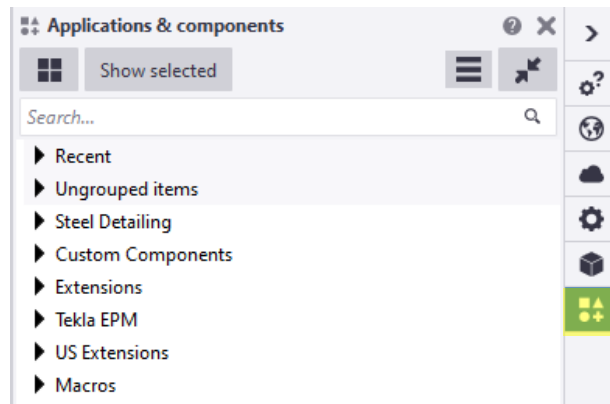 Applications & components
Show selected
Search...
Recent
Ungrouped items
Steel Detailing
Custom Components
Extensions
Tekla EPM
US Extensions
Macros